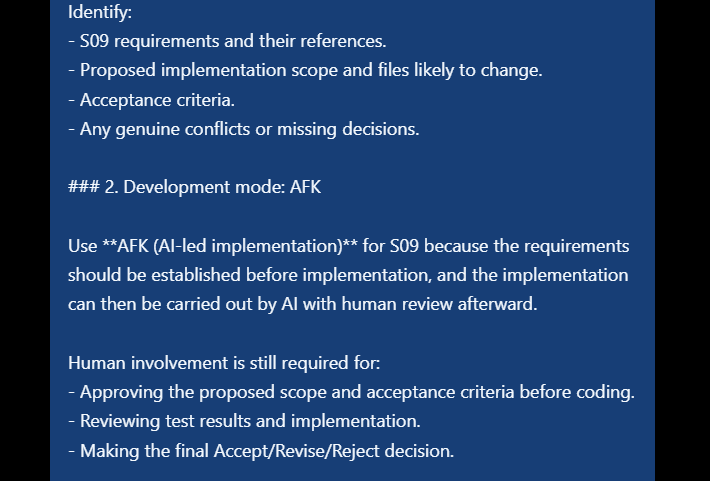 Identify:
- S09 requirements and their references.
- Proposed implementation scope and files likely to change.
- Acceptance criteria.
- Any genuine conflicts or missing decisions.
### 2. Development mode: AFK
Use **AFK (AI-led implementation)** for S09 because the requirements
should be established before implementation, and the implementation
can then be carried out by AI with human review afterward.
Human involvement is still required for:
- Approving the proposed scope and acceptance criteria before coding.
- Reviewing test results and implementation.
- Making the final Accept/Revise/Reject decision.